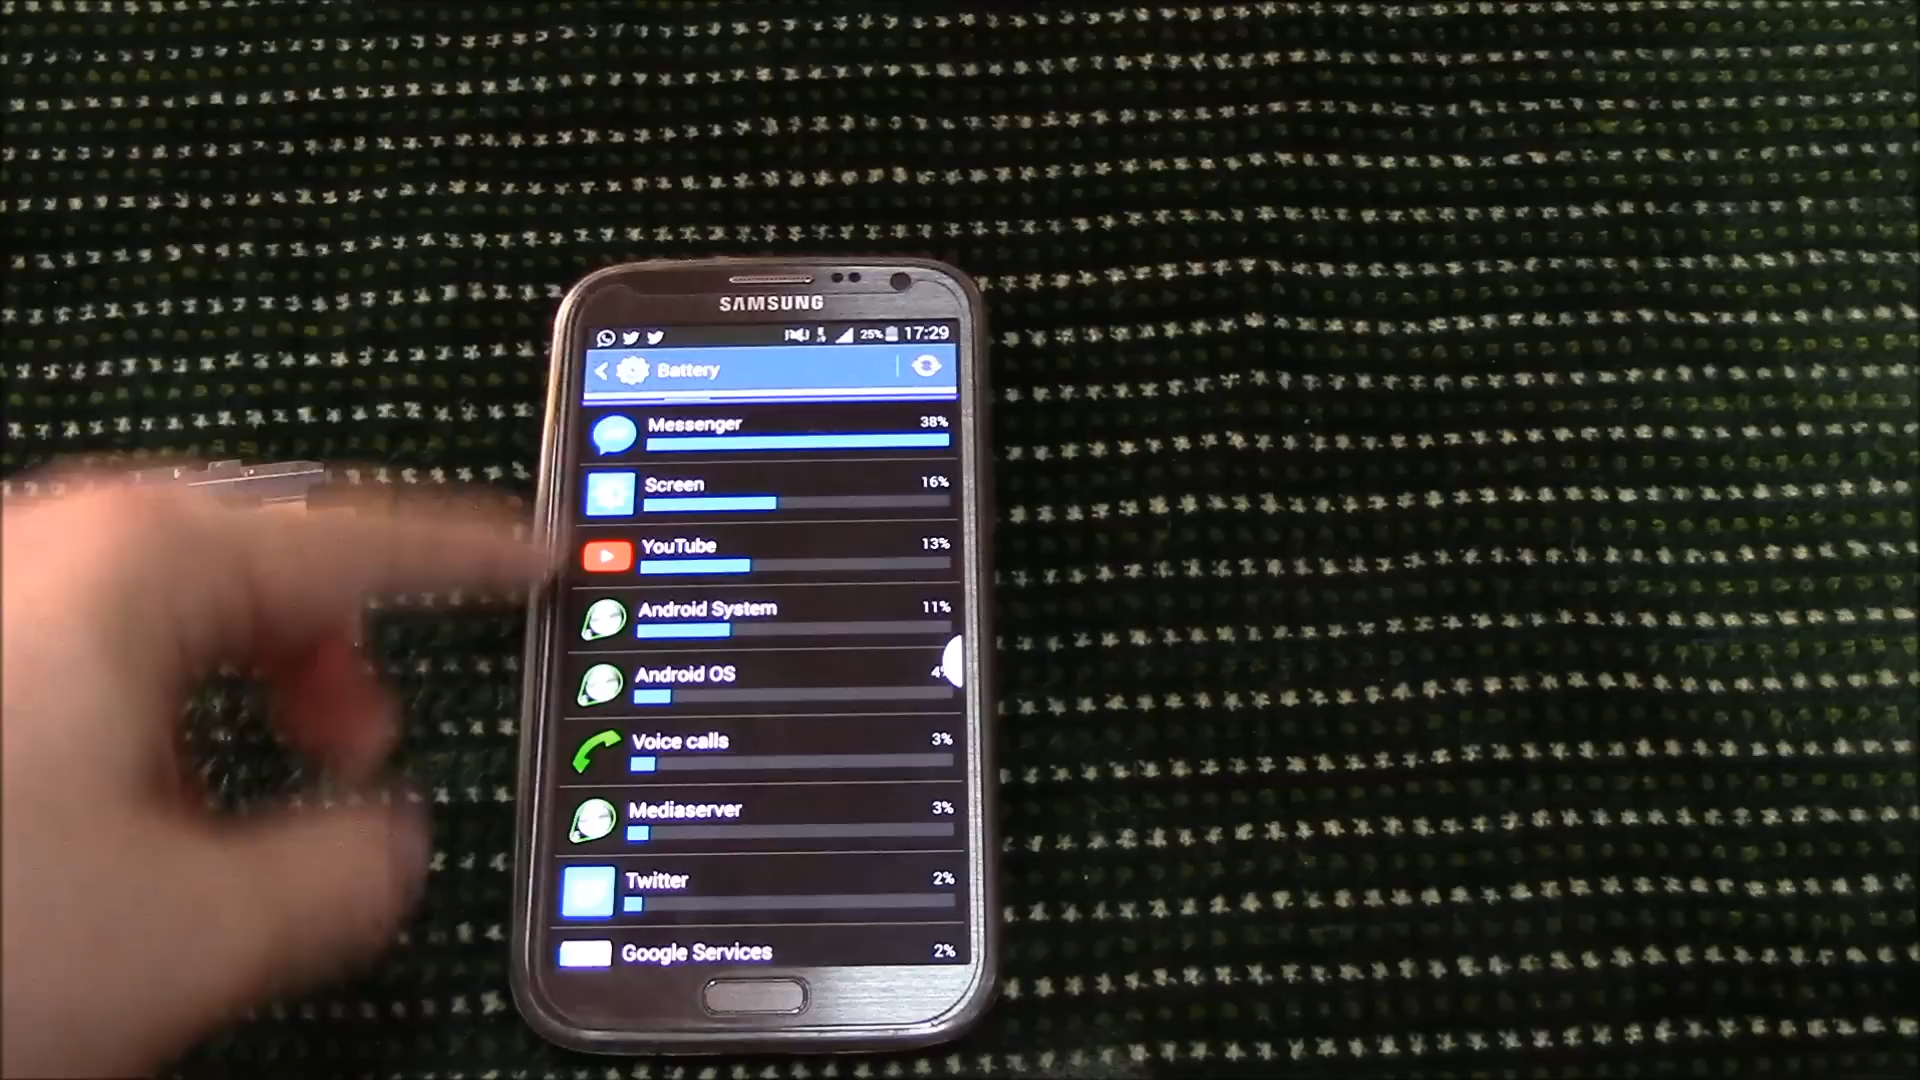 SAMSUNG
25% 17:29
Battery
Messenger 38%
Screen 16%
YouTube 13%
Android System 11%
Android OS 4%
Voice calls 3%
Mediaserver 3%
Twitter 2%
Google Services 2%